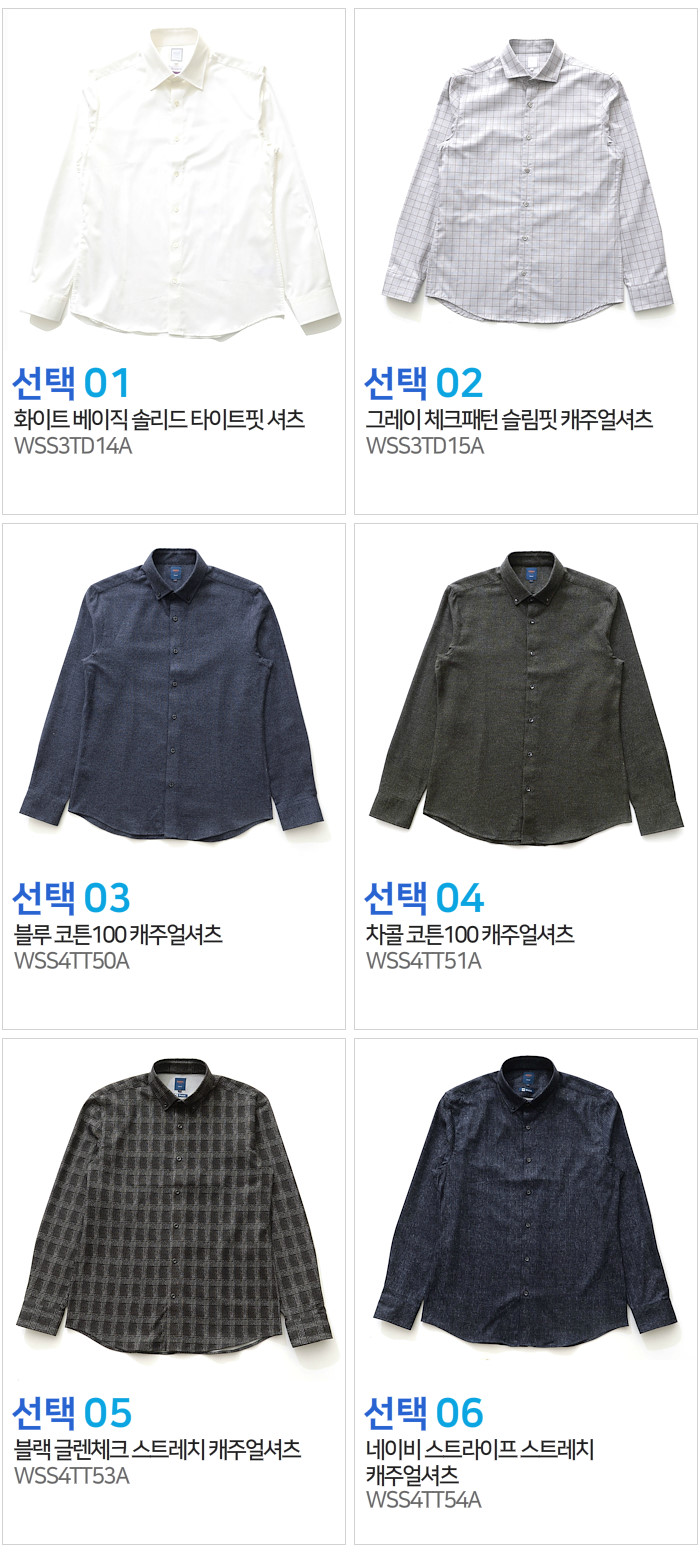 선택 01
화이트 베이직 솔리드 타이트핏 셔츠
WSS3TD14A
선택 02
그레이 체크패턴 슬림핏 캐주얼셔츠
WSS3TD15A
선택 03
블루 코튼100 캐주얼셔츠
WSS4TT50A
선택 04
차콜 코튼100 캐주얼셔츠
WSS4TT51A
선택 05
블랙 글렌체크 스트레치 캐주얼셔츠
WSS4TT53A
선택 06
네이비 스트라이프 스트레치
캐주얼셔츠
WSS4TT54A